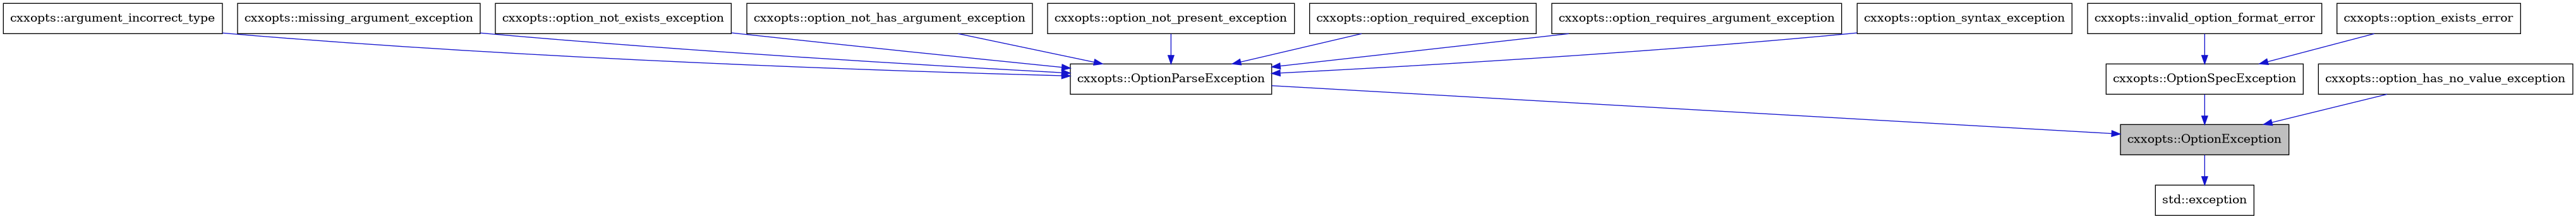 cxxopts::argument_incorrect_type
cxxopts::missing_argument_exception
cxxopts::option_not_exists_exception
cxxopts::option_not_has_argument_exception
cxxopts::option_not_present_exception
cxxopts::option_required_exception
cxxopts::option_requires_argument_exception
cxxopts::option_syntax_exception
cxxopts::invalid_option_format_error
cxxopts::option_exists_error
cxxopts::OptionParseException
cxxopts::OptionSpecException
cxxopts::option_has_no_value_exception
cxxopts::OptionException
std::exception